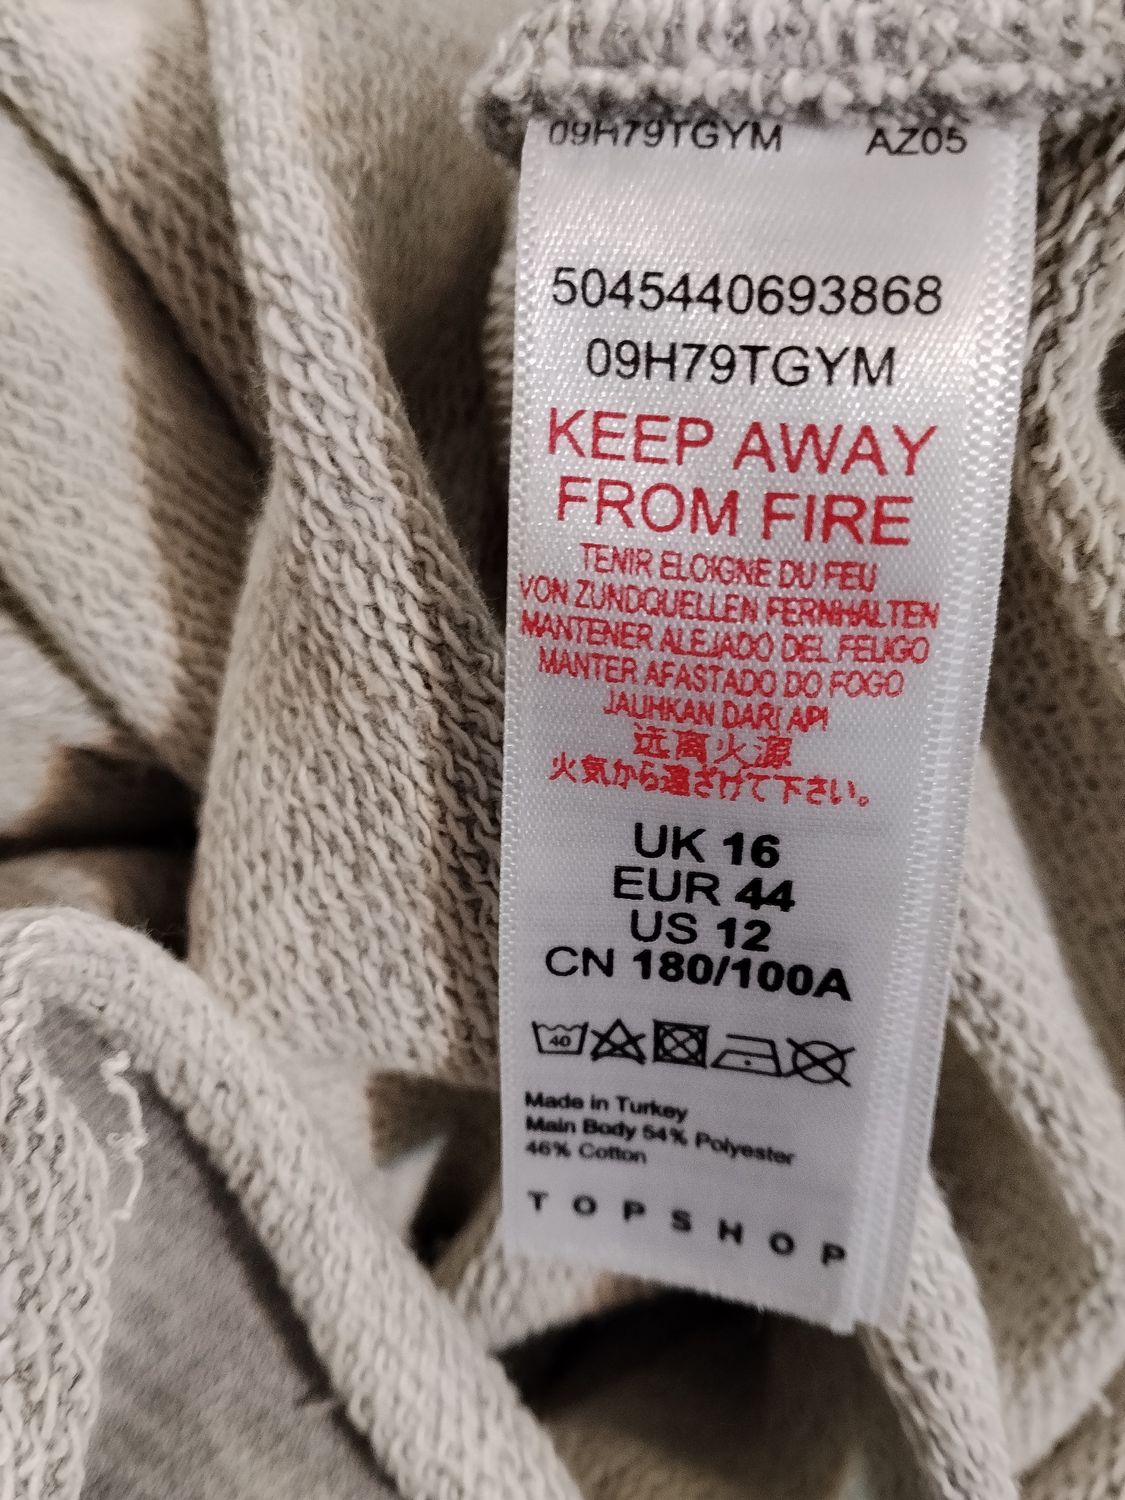 09H79TGYM AZ05
5045440693868
09H79TGYM
KEEP AWAY
FROM FIRE
TENIR ELOIGNE DU FEU
VON ZUNDQUELLEN FERNHALTEN
MANTENER ALEJADO DEL FEUGO
MANTER AFASTADO DO FOGO
JAUHKAN DARI API
远离火源
火気から遠ざけて下さい。
UK 16
EUR 44
US 12
CN 180/100A
40
Made in Turkey
Main Body 54% Polyester
46% Cotton
TOPSHOP